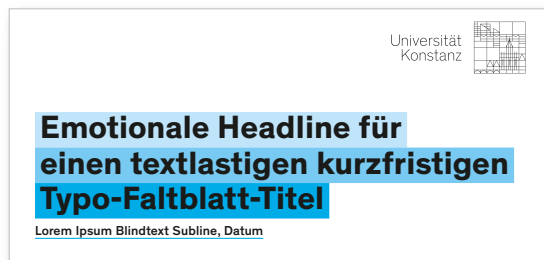 Universität
Konstanz
Emotionale Headline für
einen textlastigen kurzfristigen
Typo-Faltblatt-Titel
Lorem Ipsum Blindtext Subline, Datum